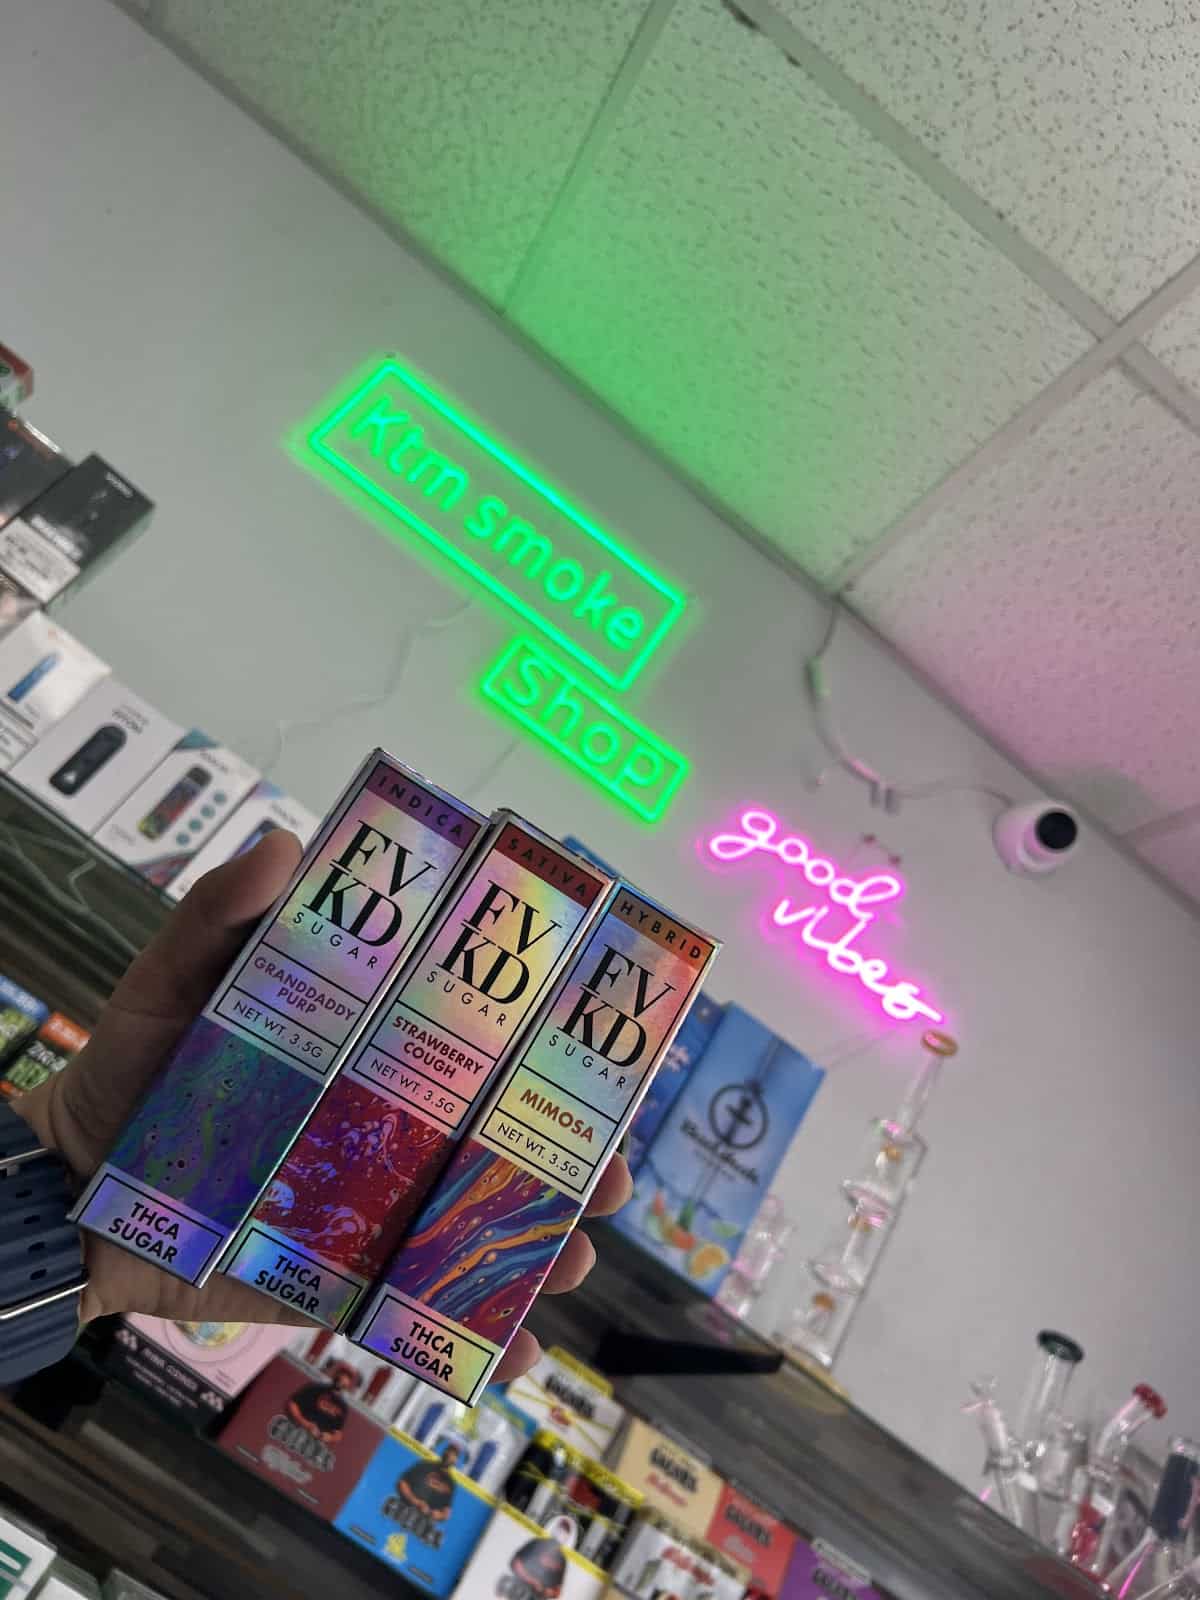 Ktm smoke
Shop
good
vibes
INDICA
FV
KD
SUGAR
GRANDDADDY
PURP
NET WT. 3.5G
THCA
SUGAR
SATIVA
FV
KD
SUGAR
STRAWBERRY
COUGH
NET WT. 3.5G
THCA
SUGAR
HYBRID
FV
KD
SUGAR
MIMOSA
NET WT. 3.5G
THCA
SUGAR